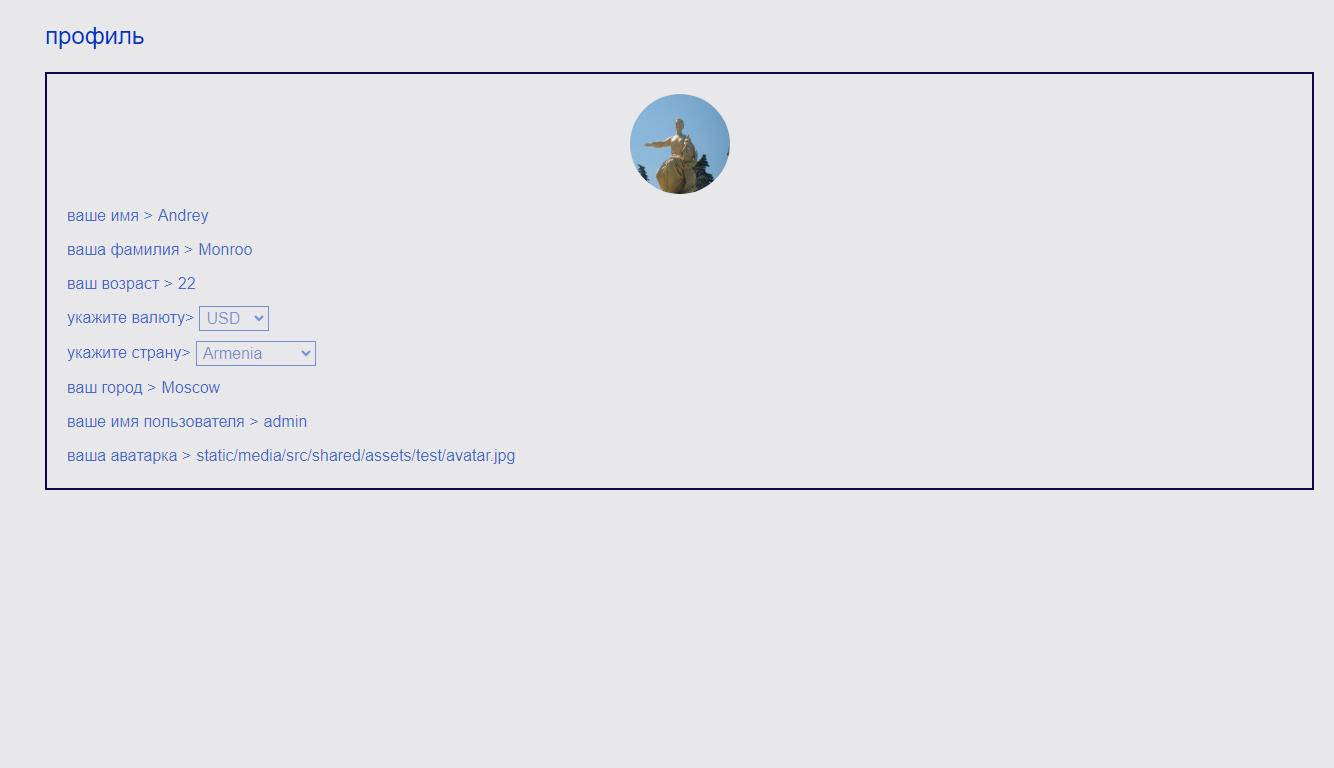 профиль
ваше имя > Andrey
ваша фамилия > Monroo
ваш возраст > 22
укажите валюту> USD
укажите страну> Armenia
ваш город > Moscow
ваше имя пользователя > admin
ваша аватарка > static/media/src/shared/assets/test/avatar.jpg